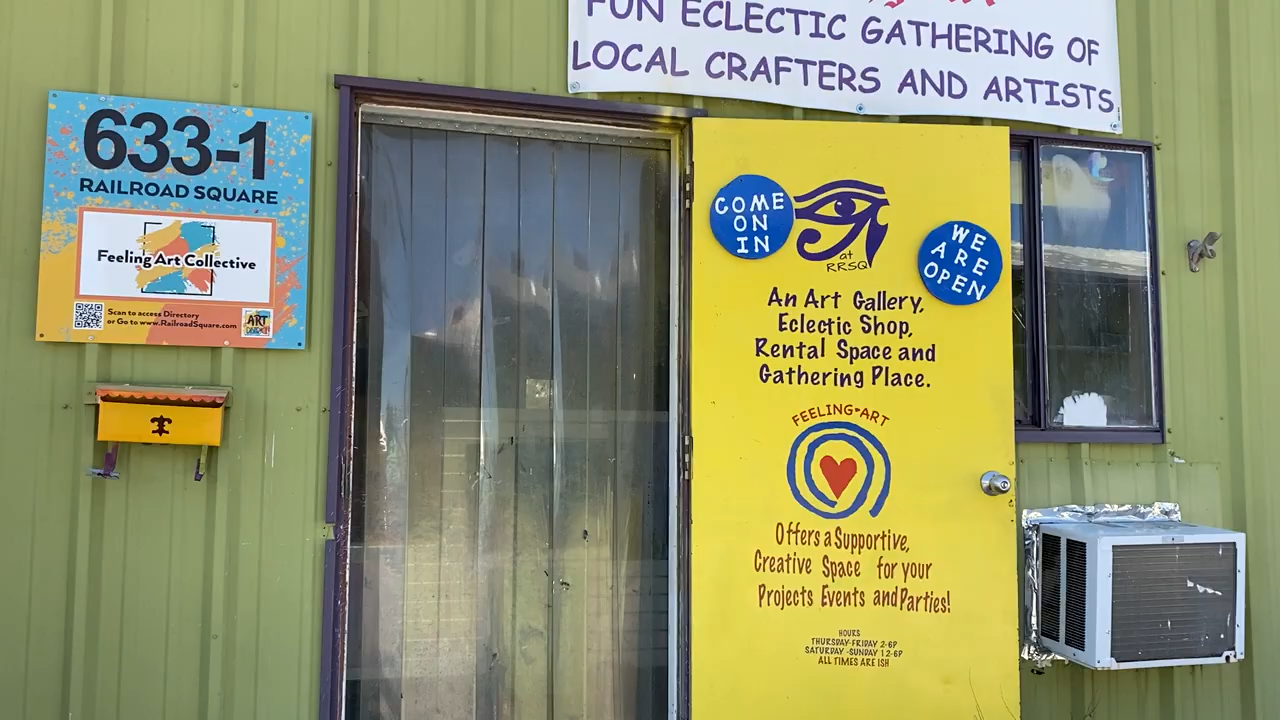 FUN ECLECTIC GATHERING OF
LOCAL CRAFTERS AND ARTISTS
633-1
RAILROAD SQUARE
Feeling Art Collective
Scan to access Directory
or Go to www.RailroadSquare.com
ART
COME
ON
IN
at
RRSQ
WE
ARE
OPEN
An Art Gallery,
Eclectic Shop,
Rental Space and
Gathering Place.
FEELING ART
Offers a Supportive,
Creative Space for your
Projects Events and Parties!
HOURS
THURSDAY-FRIDAY 2-6P
SATURDAY-SUNDAY 12-6P
ALL TIMES ARE ISH